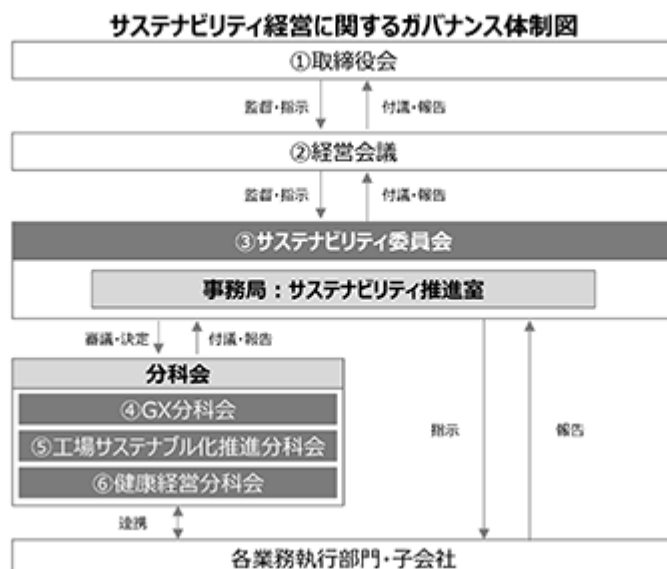 サステナビリティ経営に関するガバナンス体制図
①取締役会
監督・指示
付議・報告
②経営会議
監督・指示
付議・報告
③サステナビリティ委員会
事務局：サステナビリティ推進室
審議・決定
付議・報告
分科会
④GX分科会
⑤工場サステナブル化推進分科会
⑥健康経営分科会
指示
報告
連携
各業務執行部門・子会社